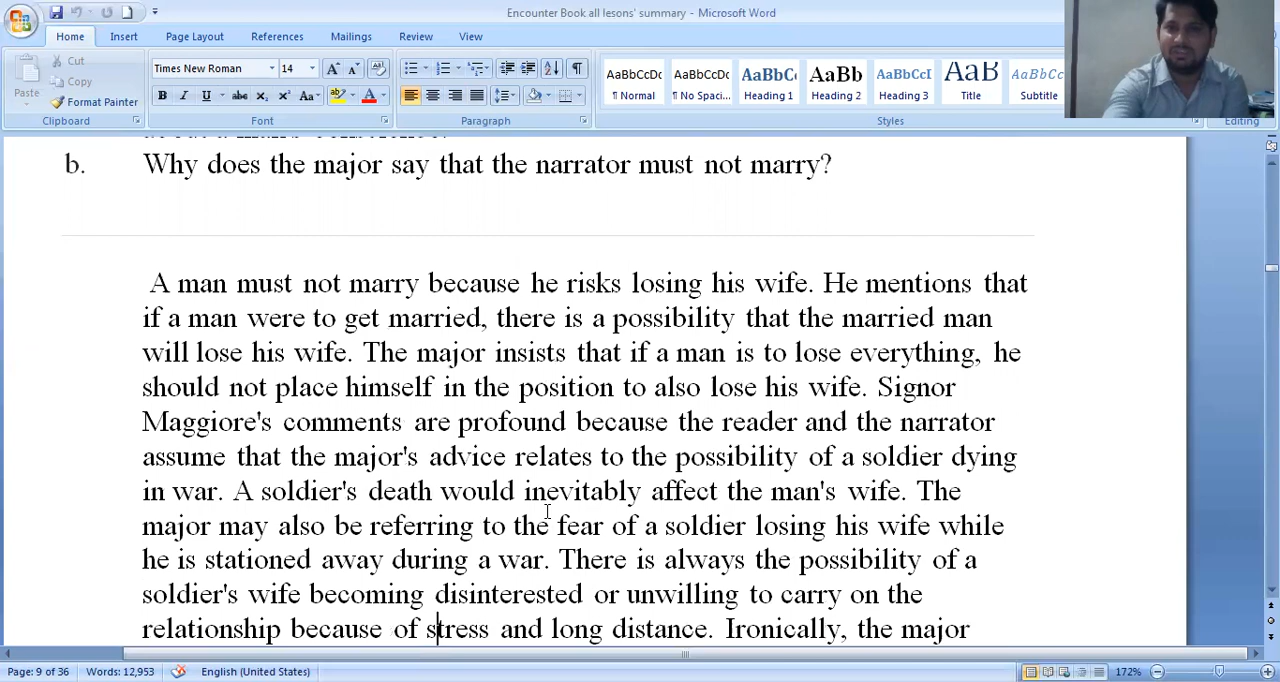 Encounter Book all lesons' summary - Microsoft Word
Home Insert Page Layout References Mailings Review View
Cut
Copy
Paste
Format Painter
Clipboard
Times New Roman 14
Font
Paragraph
AaBbCcDc AaBbCcDc AaBbC AaBb AaBbCcI AaB AaBbCcDc
¶ Normal ¶ No Spaci... Heading 1 Heading 2 Heading 3 Title Subtitle
Styles
Editing
b. Why does the major say that the narrator must not marry?
A man must not marry because he risks losing his wife. He mentions that
if a man were to get married, there is a possibility that the married man
will lose his wife. The major insists that if a man is to lose everything, he
should not place himself in the position to also lose his wife. Signor
Maggiore's comments are profound because the reader and the narrator
assume that the major's advice relates to the possibility of a soldier dying
in war. A soldier's death would inevitably affect the man's wife. The
major may also be referring to the fear of a soldier losing his wife while
he is stationed away during a war. There is always the possibility of a
soldier's wife becoming disinterested or unwilling to carry on the
relationship because of stress and long distance. Ironically, the major
Page: 9 of 36 Words: 12,953 English (United States) 172%